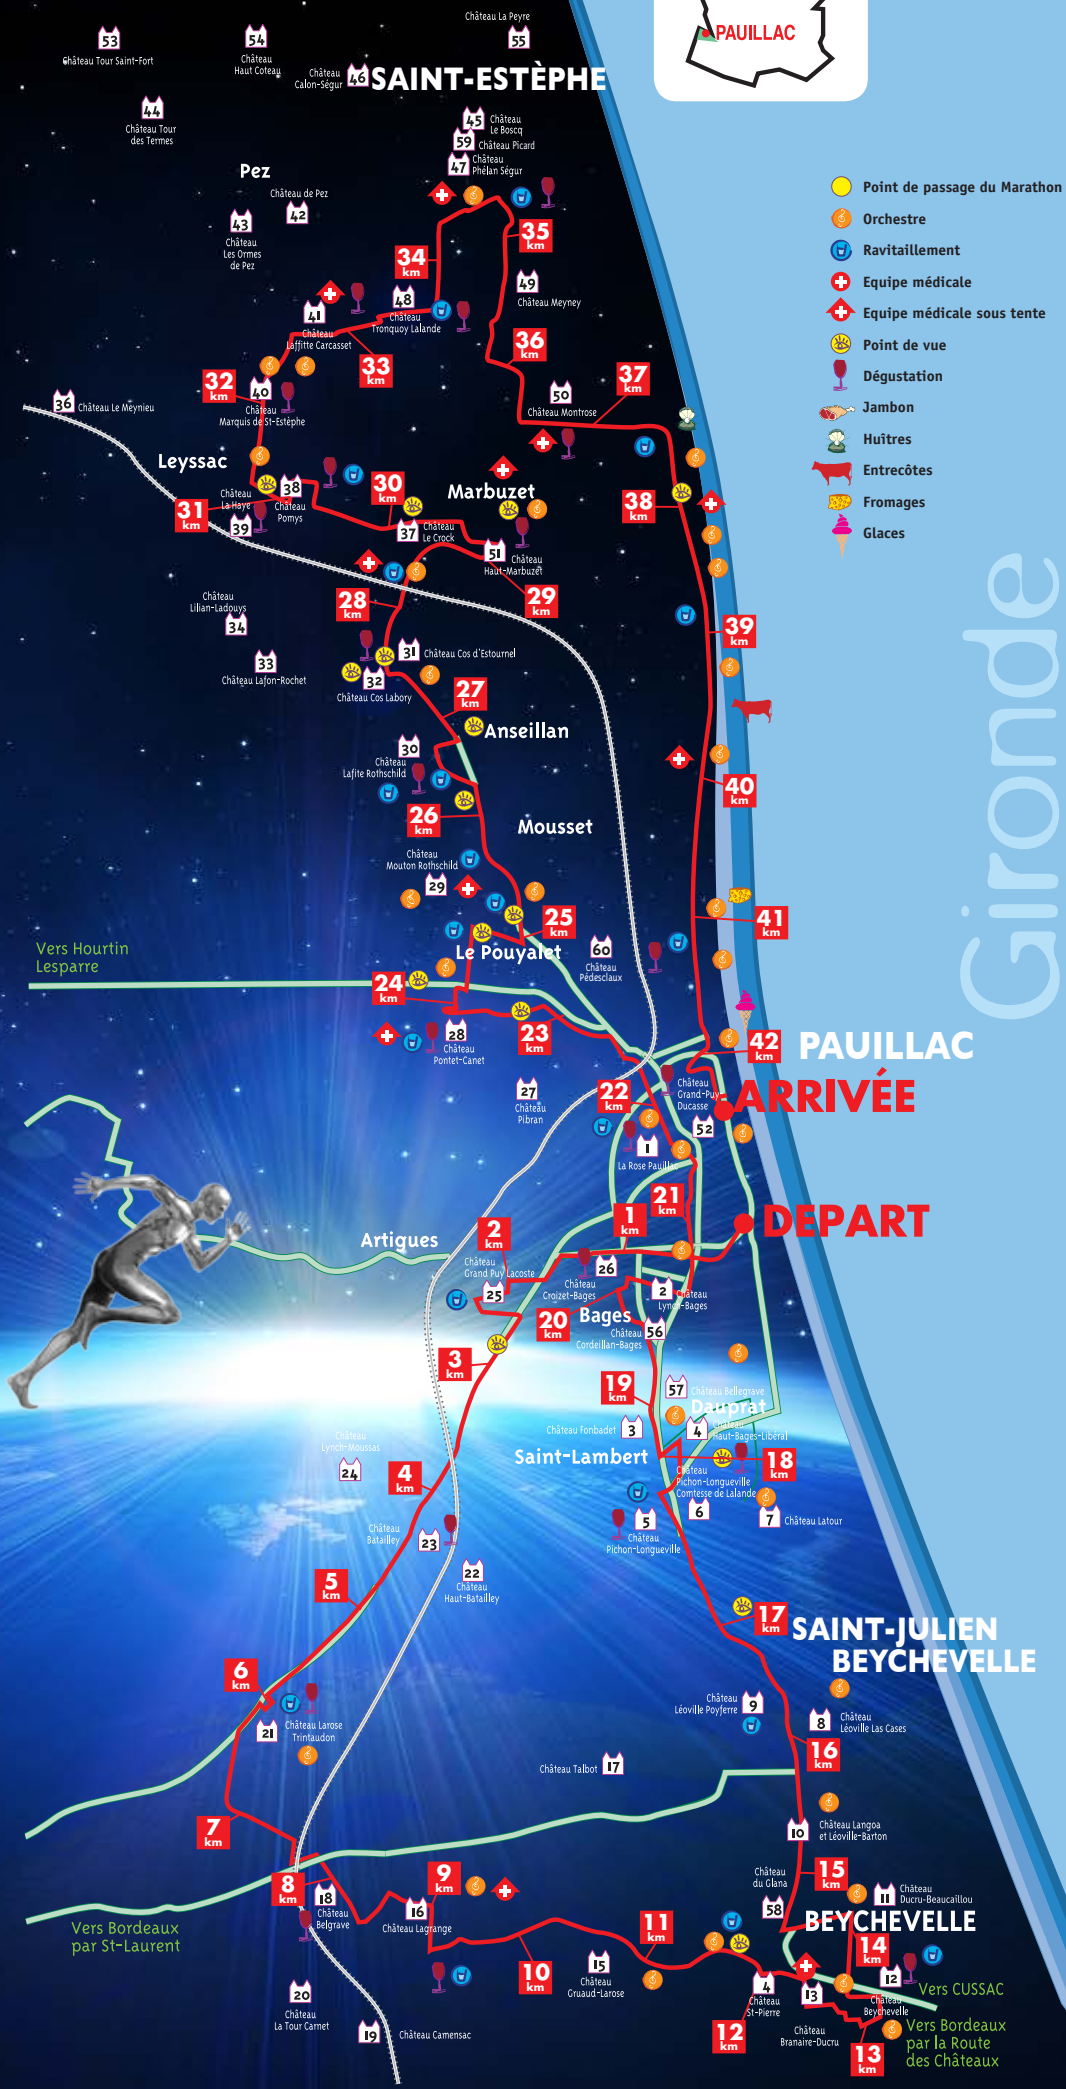 Château La Peyre
53
54
55
Château Tour Saint-Fort
Château
Haut Coteau
Château
Calon-Ségur
46
SAINT-ESTÈPHE
PAUILLAC
44
Château Tour
des Termes
45
Château
Le Boscq
59
Château Picard
47
Château
Phélan Ségur
Pez
Château de Pez
42
43
Château
Les Ormes
de Pez
Point de passage du Marathon
Orchestre
Ravitaillement
Equipe médicale
Equipe médicale sous tente
Point de vue
Dégustation
Jambon
Huîtres
Entrecôtes
Fromages
Glaces
Gironde
35
km
34
km
49
Château Meyney
48
Château
Tronquoy Lalande
41
Château
Laffitte Carcasset
36
km
33
km
37
km
32
km
40
Château
Marquis de St-Estèphe
50
Château Montrose
36
Château Le Meynieu
Leyssac
38
Château
Pomys
Château
La Haye
39
31
km
30
km
Marbuzet
38
km
37
Château
Le Crock
51
Château
Haut-Marbuzet
29
km
28
km
Château
Lilian-Ladouys
34
33
Château Lafon-Rochet
39
km
31
Château Cos d'Estournel
32
Château Cos Labory
27
km
Anseillan
30
Château
Lafite Rothschild
40
km
26
km
Mousset
Château
Mouton Rothschild
29
25
km
41
km
Le Pouyalet
60
Château
Pédesclaux
Vers Hourtin
Lesparre
24
km
23
km
28
Château
Pontet-Canet
42
km
PAUILLAC
ARRIVÉE
27
Château
Pibran
22
km
Château
Grand-Puy
Ducasse
52
1
La Rose Pauillac
21
km
1
km
DEPART
2
km
Artigues
Château
Grand Puy Lacoste
25
26
Château
Croizet-Bages
2
Château
Lynch-Bages
20
km
Bages
56
Château
Cordeillan-Bages
3
km
19
km
57
Château Bellegrave
Dauprat
Château Fonbadet
3
4
Château
Haut-Bages-Libéral
Saint-Lambert
18
km
Château
Lynch-Moussas
24
4
km
Château
Pichon-Longueville
Comtesse de Lalande
6
5
Château
Pichon-Longueville
7
Château Latour
Château
Batailley
23
22
Château
Haut-Batailley
5
km
17
km
SAINT-JULIEN
BEYCHEVELLE
6
km
21
Château Larose
Trintaudon
Château
Léoville Poyferre
9
8
Château
Léoville Las Cases
16
km
Château Talbot
17
7
km
10
Château Langoa
et Léoville-Barton
8
km
18
Château
Belgrave
9
km
16
Château Lagrange
Château
du Glana
58
15
km
11
Château
Ducru-Beaucaillou
BEYCHEVELLE
Vers Bordeaux
par St-Laurent
11
km
10
km
15
Château
Gruaud-Larose
14
km
12
Château
Beychevelle
4
Château
St-Pierre
13
Château
Branaire-Ducru
Vers CUSSAC
12
km
13
km
Vers Bordeaux
par la Route
des Châteaux
20
Château
La Tour Carnet
19
Château Camensac